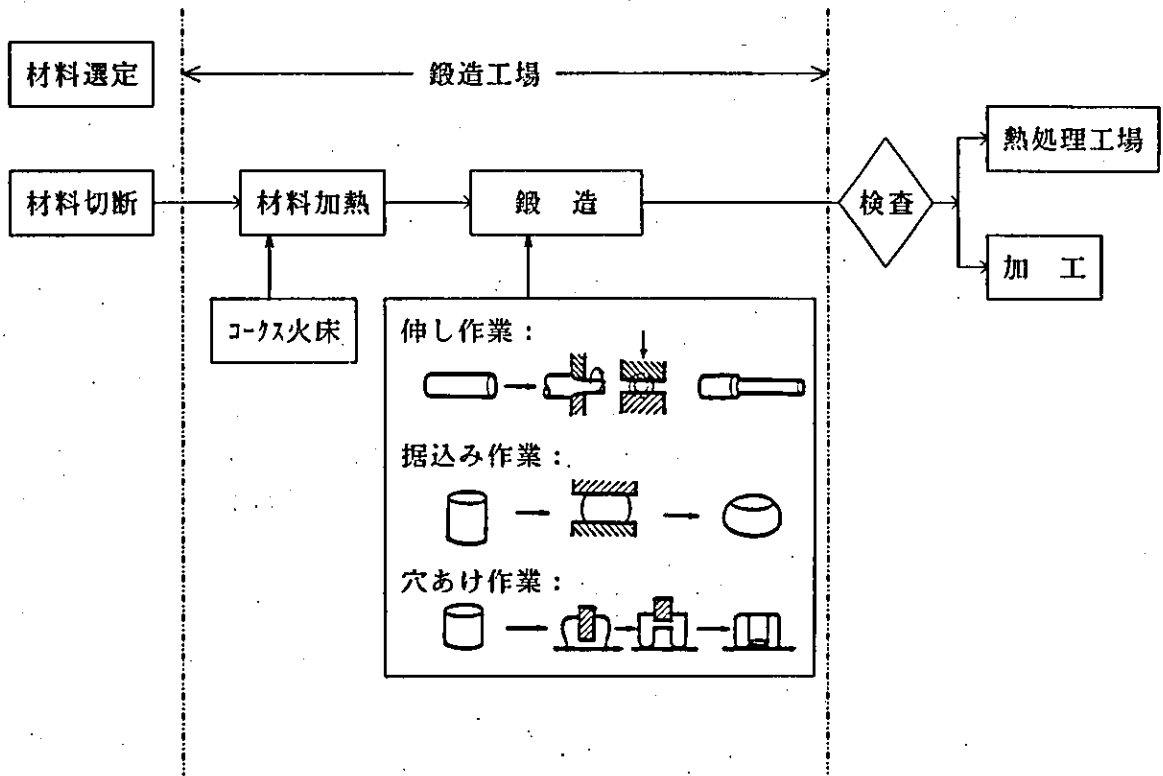 材料選定
鍛造工場
材料切断
材料加熱
鍛 造
検査
熱処理工場
加 工
コークス火床
伸し作業：
据込み作業：
穴あけ作業：